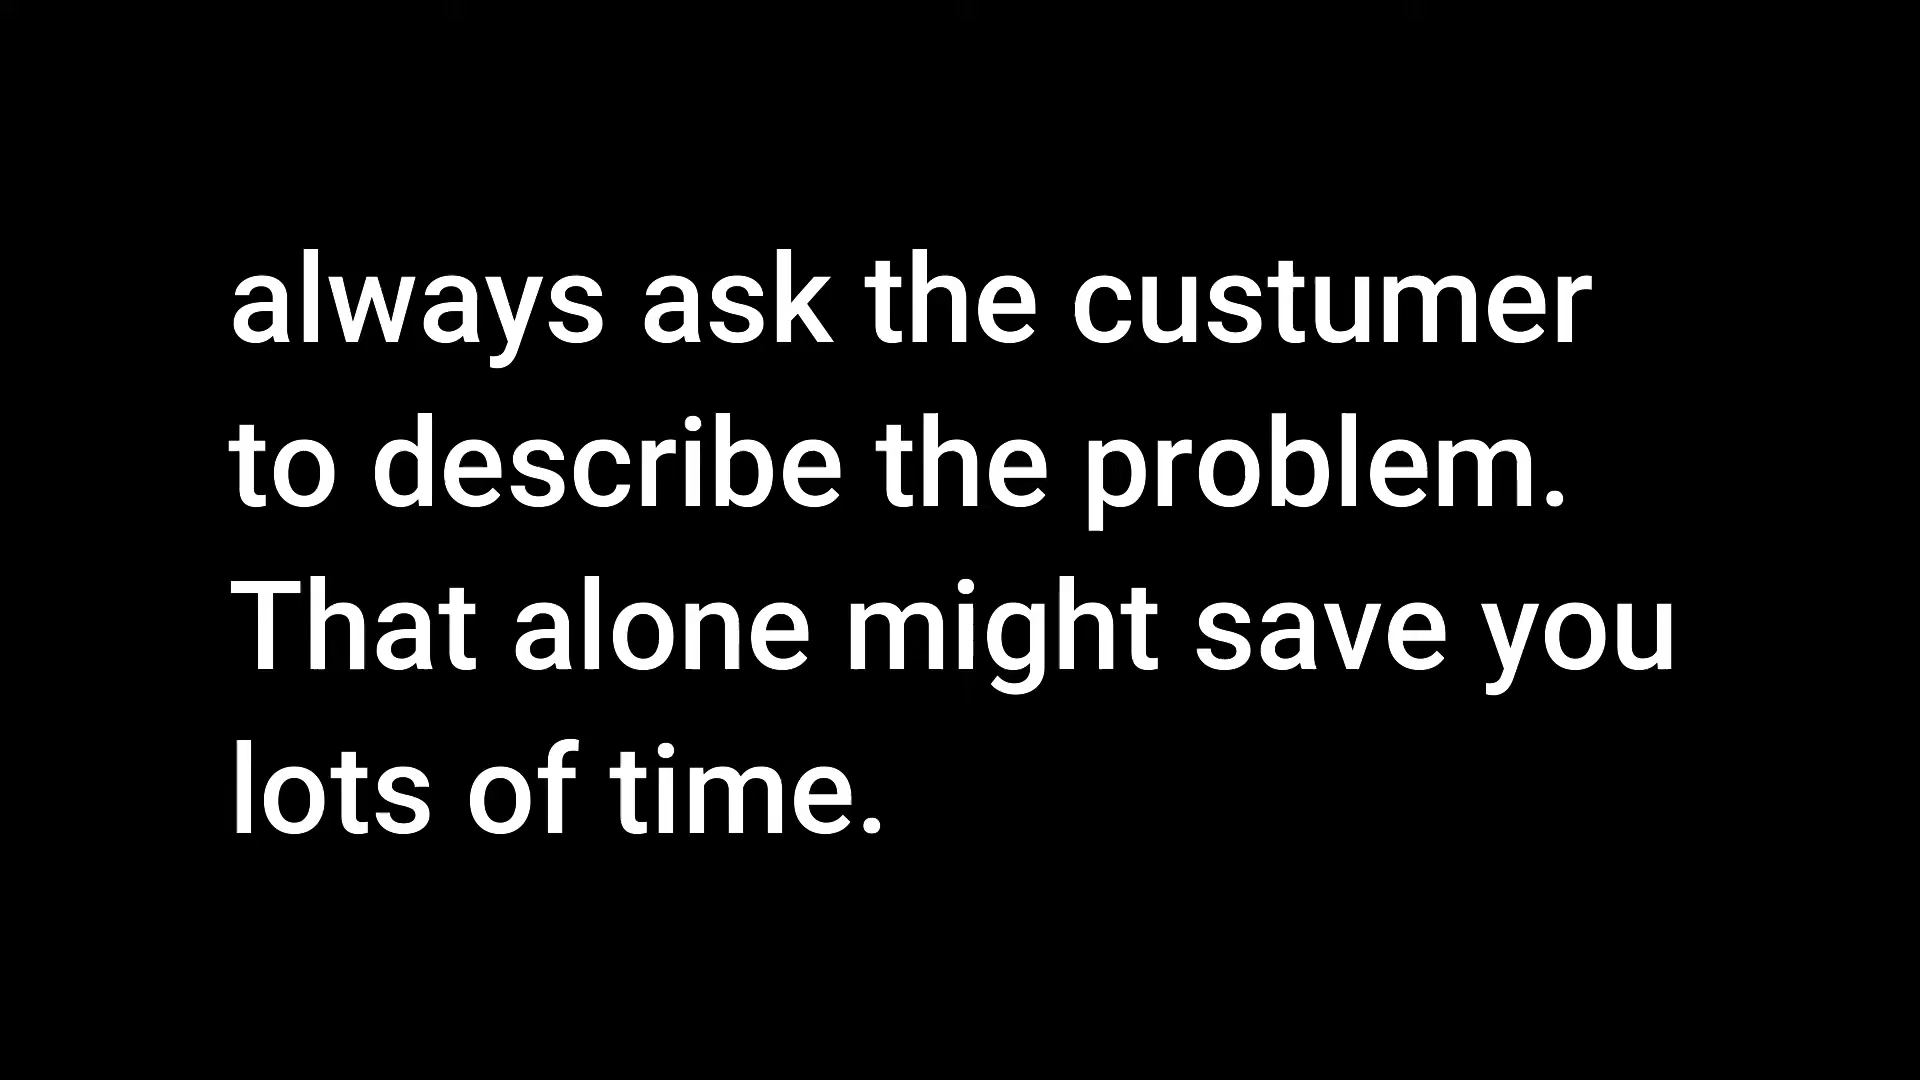 always ask the custumer
to describe the problem.
That alone might save you
lots of time.